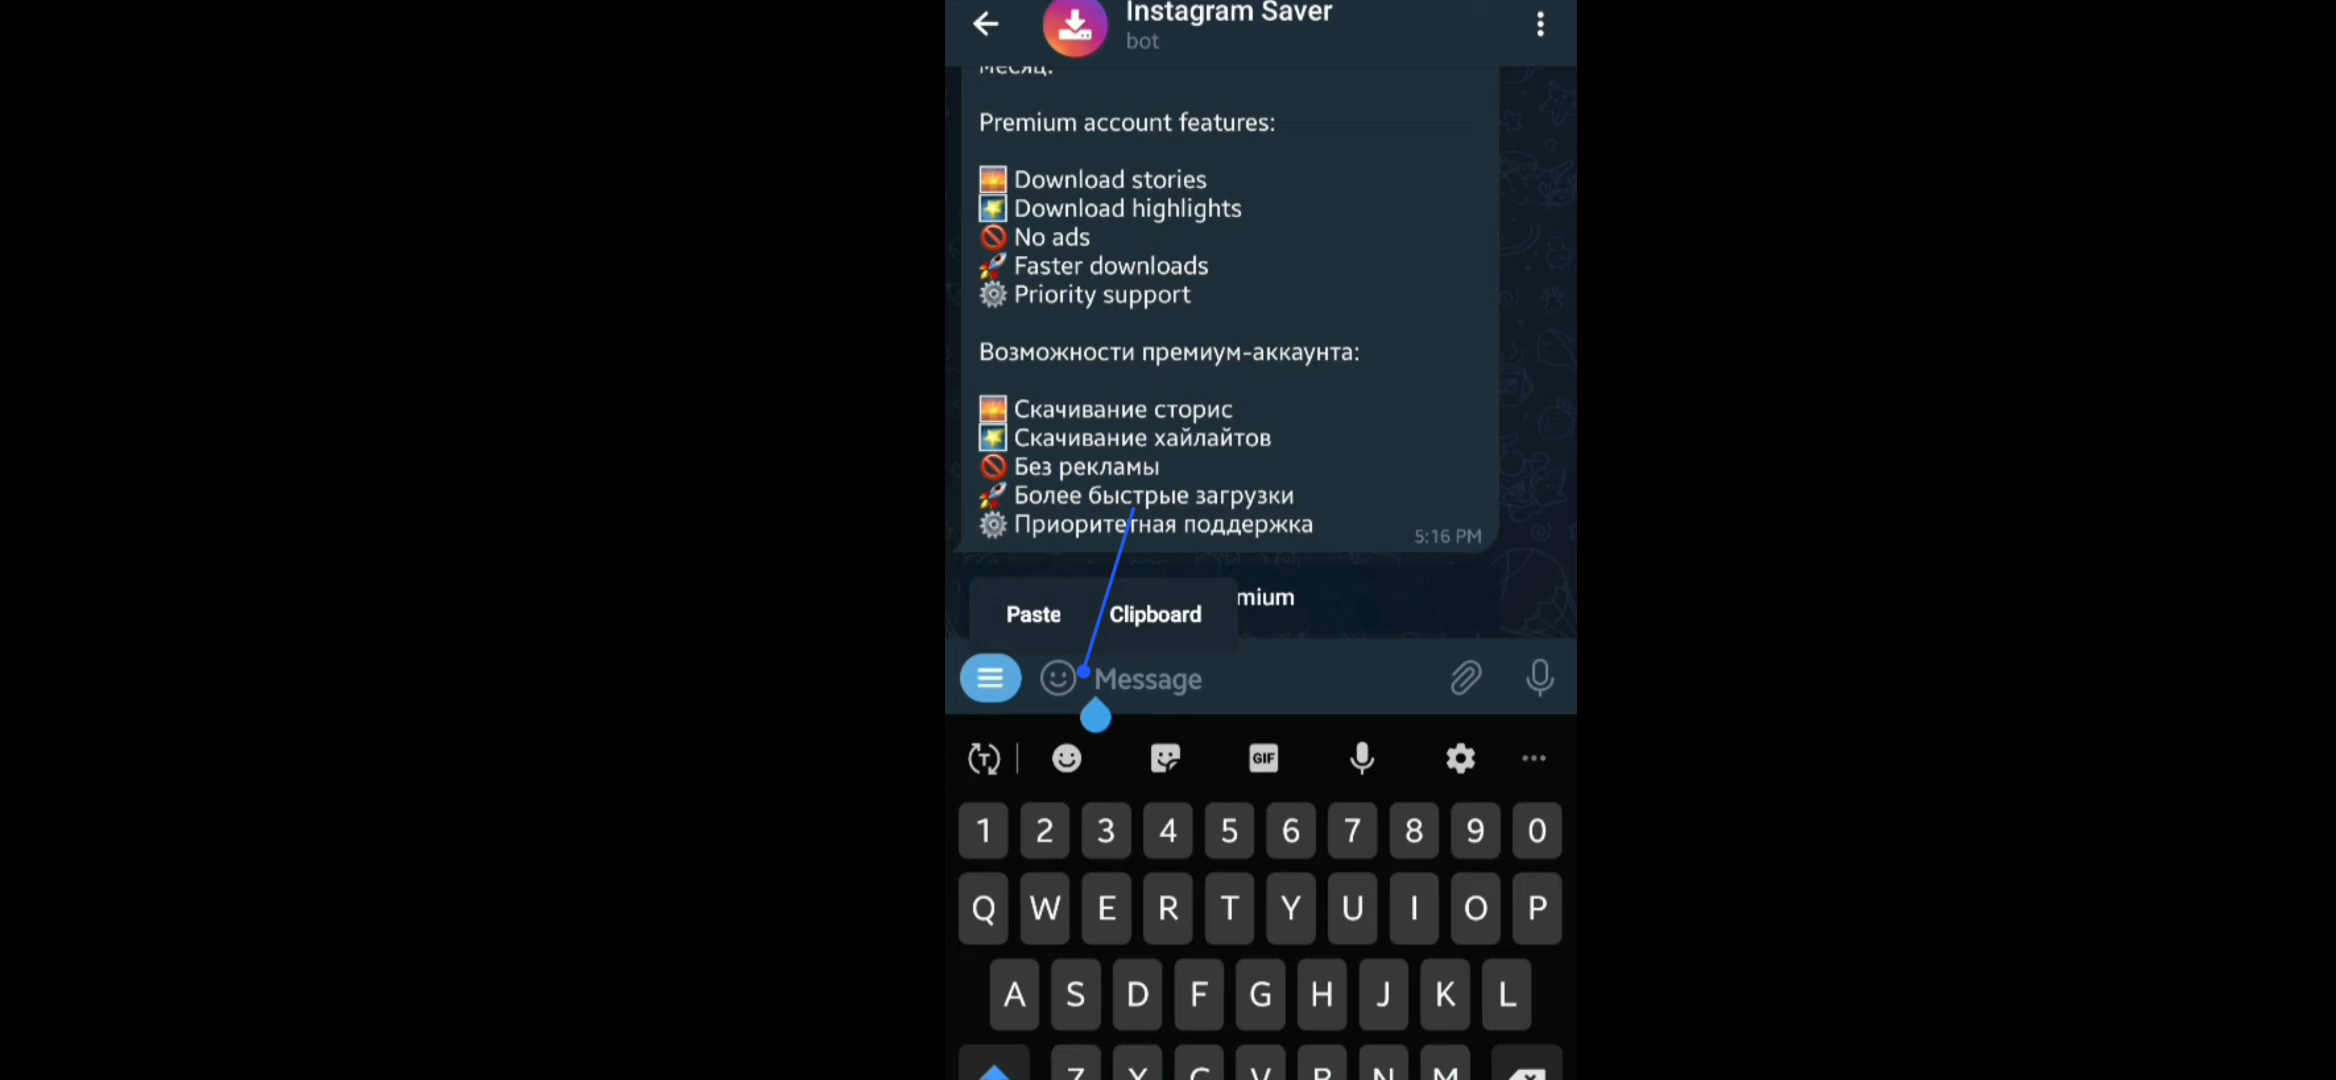 Instagram Saver
bot
месяц.
Premium account features:
Download stories
Download highlights
No ads
Faster downloads
Priority support
Возможности премиум-аккаунта:
Скачивание сторис
Скачивание хайлайтов
Без рекламы
Более быстрые загрузки
Приоритетная поддержка
5:16 PM
Paste Clipboard mium
Message
GIF
1 2 3 4 5 6 7 8 9 0
Q W E R T Y U I O P
A S D F G H J K L
Z X C V B N M